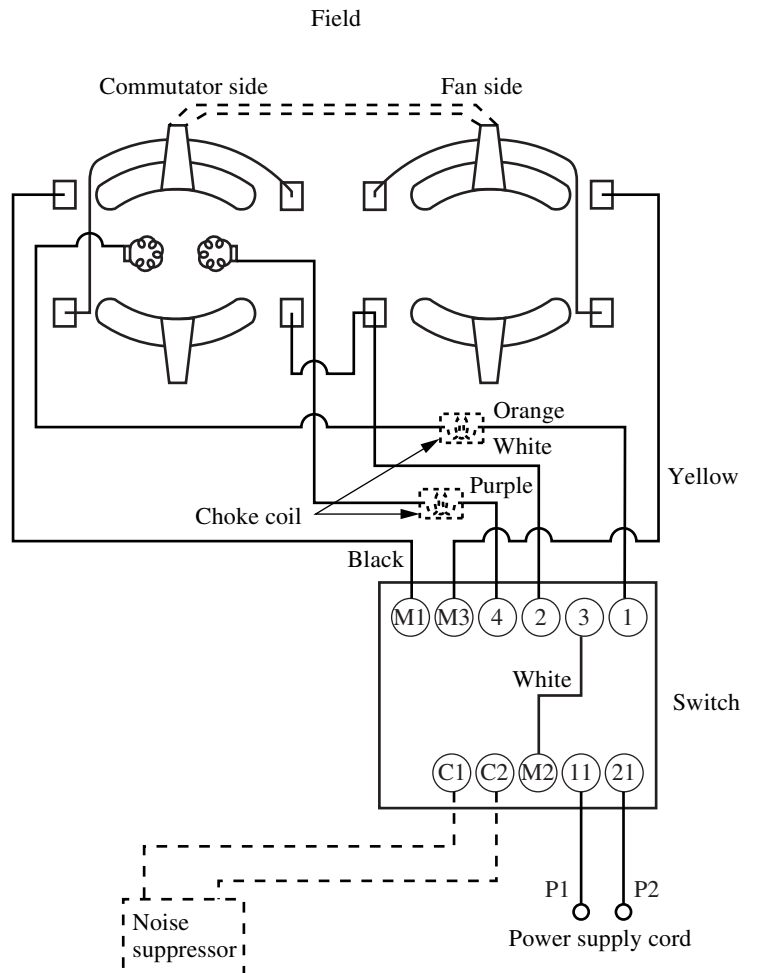 Field
Commutator side
Fan side
Orange
White
Yellow
Purple
Choke coil
Black
M1 M3 4 2 3 1
White
Switch
C1 C2 M2 11 21
P1
P2
Noise
suppressor
Power supply cord